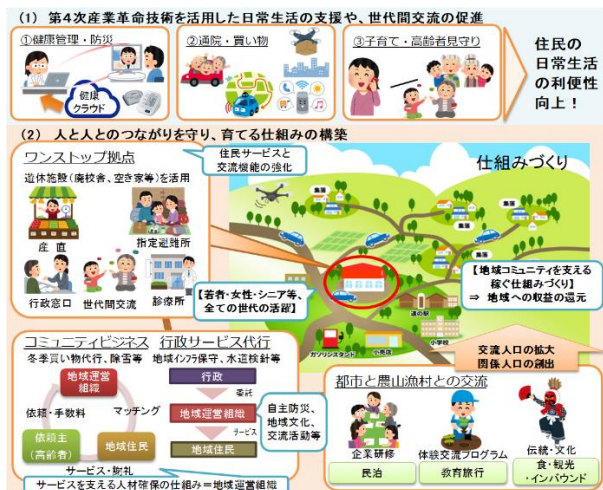 (1) 第4次産業革命技術を活用した日常生活の支援や、世代間交流の促進
①健康管理・防災
健康
クラウド
②通院・買い物
③子育て・高齢者見守り
住民の
日常生活
の利便性
向上！
(2) 人と人とのつながりを守り、育てる仕組みの構築
ワンストップ拠点
遊休施設(廃校舎、空き家等)を活用
産直
指定避難所
行政窓口
世代間交流
診療所
住民サービスと
交流機能の強化
仕組みづくり
集落
集落
集落
集落
集落
【若者・女性・シニア等、
全ての世代の活躍】
【地域コミュニティを支える
稼ぐ仕組みづくり】
⇒ 地域への収益の還元
道の駅
小学校
小売店
ガソリンスタンド
コミュニティビジネス
冬季買い物代行、除雪等
地域運営
組織
依頼・手数料
マッチング
依頼主
(高齢者)
地域住民
サービス・謝礼
行政サービス代行
地域インフラ保守、水道検針等
行政
委託
地域運営組織
サービス
地域住民
自主防災、
地域文化、
交流活動等
サービスを支える人材確保の仕組み＝地域運営組織
交流人口の拡大
関係人口の創出
都市と農山漁村との交流
企業研修
民泊
体験交流プログラム
教育旅行
伝統・文化
食・観光
・インバウンド